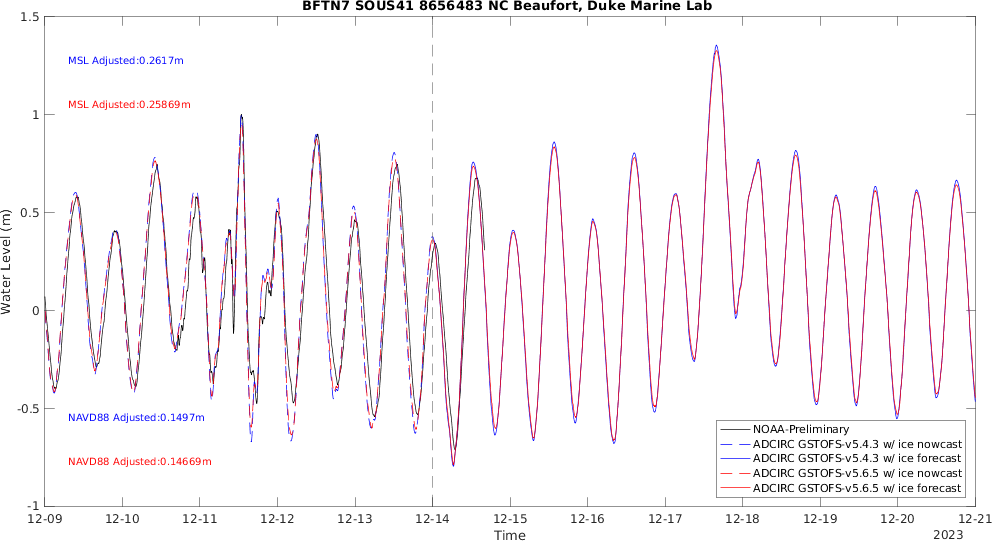 BFTN7 SOUS41 8656483 NC Beaufort, Duke Marine Lab
1.5
1
0.5
0
-0.5
-1
Water Level (m)
MSL Adjusted:0.2617m
MSL Adjusted:0.25869m
NAVD88 Adjusted:0.1497m
NAVD88 Adjusted:0.14669m
NOAA-Preliminary
ADCIRC GSTOFS-v5.4.3 w/ ice nowcast
ADCIRC GSTOFS-v5.4.3 w/ ice forecast
ADCIRC GSTOFS-v5.6.5 w/ ice nowcast
ADCIRC GSTOFS-v5.6.5 w/ ice forecast
12-09 12-10 12-11 12-12 12-13 12-14 12-15 12-16 12-17 12-18 12-19 12-20 12-21
Time
2023